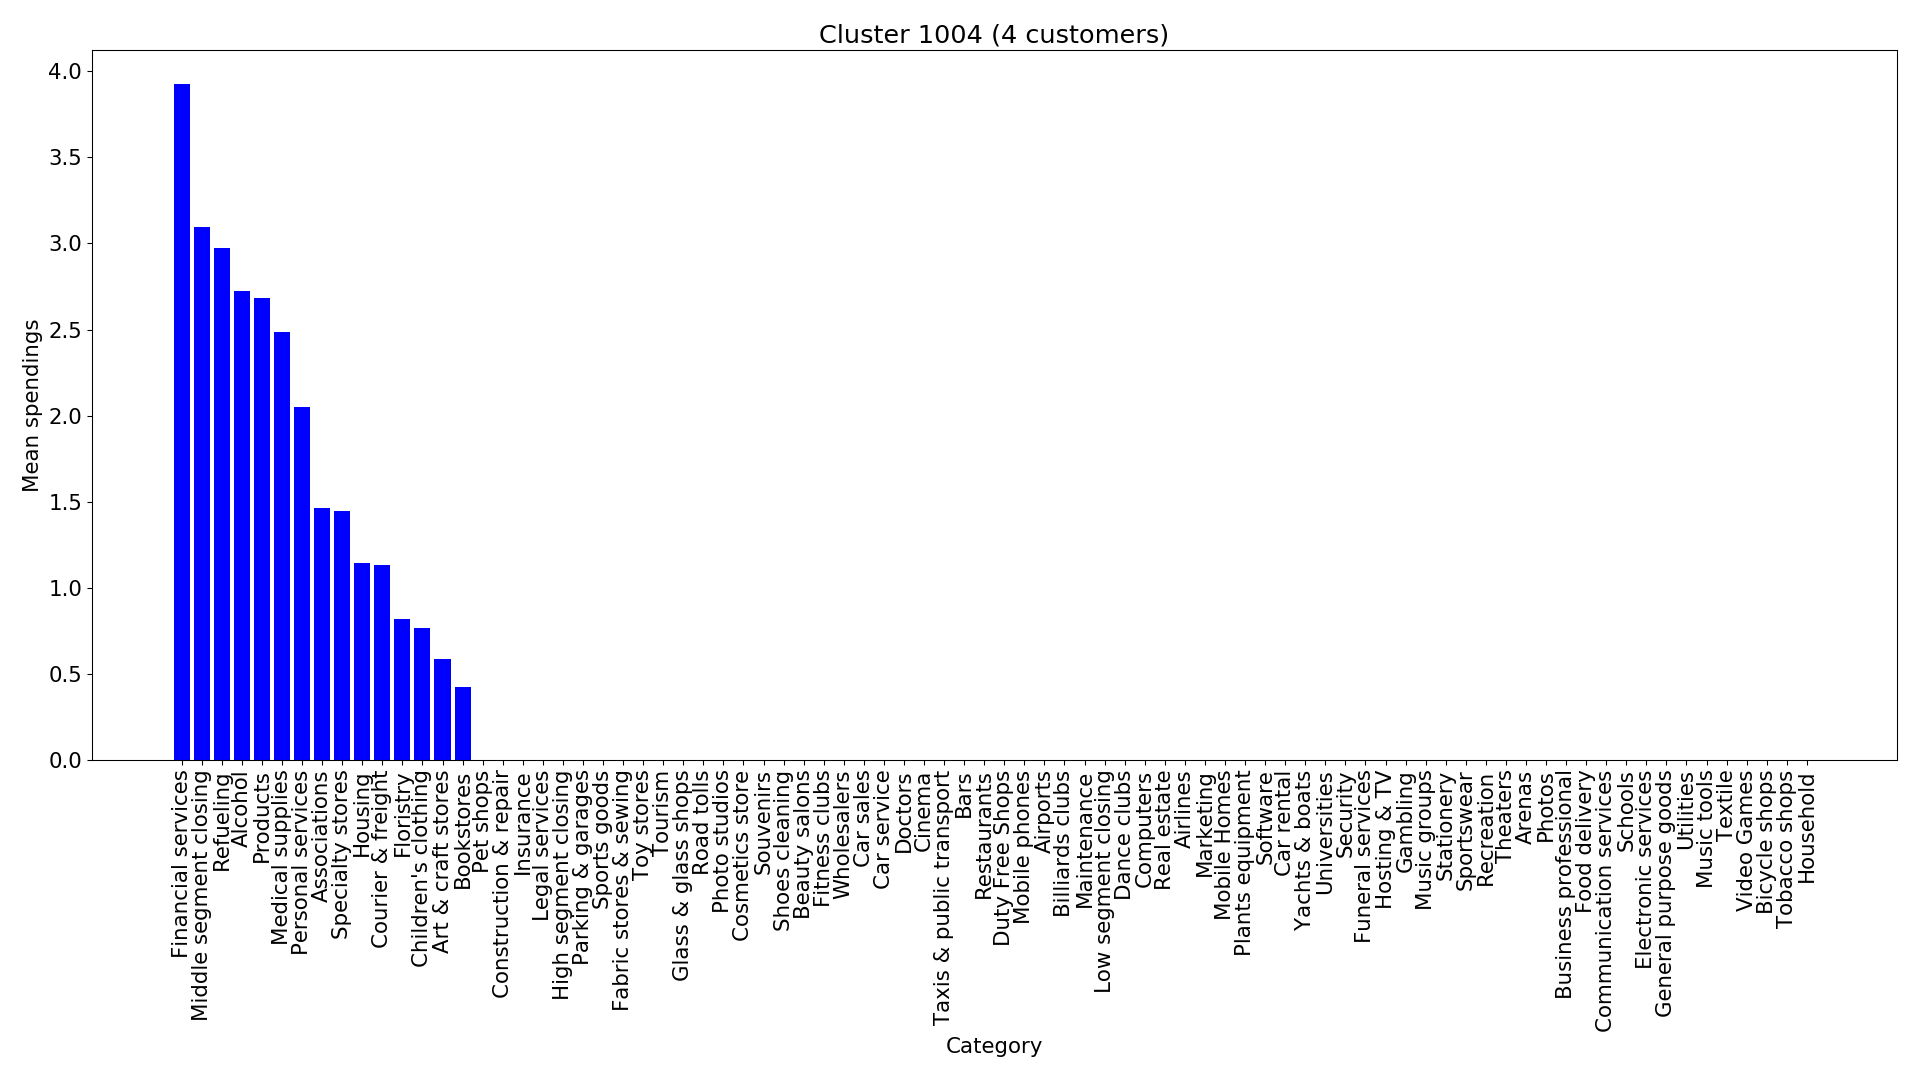 Cluster 1004 (4 customers)
4.0
3.5
3.0
2.5
2.0
1.5
1.0
0.5
0.0
Mean spendings
Financial services
Middle segment closing
Refueling
Alcohol
Products
Medical supplies
Personal services
Associations
Specialty stores
Housing
Courier & freight
Floristry
Children's clothing
Art & craft stores
Bookstores
Pet shops
Construction & repair
Insurance
Legal services
High segment closing
Parking & garages
Sports goods
Fabric stores & sewing
Toy stores
Tourism
Glass & glass shops
Road tolls
Photo studios
Cosmetics store
Souvenirs
Shoes cleaning
Beauty salons
Fitness clubs
Wholesalers
Car sales
Car service
Doctors
Cinema
Taxis & public transport
Bars
Restaurants
Duty Free Shops
Mobile phones
Airports
Billiards clubs
Maintenance
Low segment closing
Dance clubs
Computers
Real estate
Airlines
Marketing
Mobile Homes
Plants equipment
Software
Car rental
Yachts & boats
Universities
Security
Funeral services
Hosting & TV
Gambling
Music groups
Stationery
Sportswear
Recreation
Theaters
Arenas
Photos
Business professional
Food delivery
Communication services
Schools
Electronic services
General purpose goods
Utilities
Music tools
Textile
Video Games
Bicycle shops
Tobacco shops
Household
Category